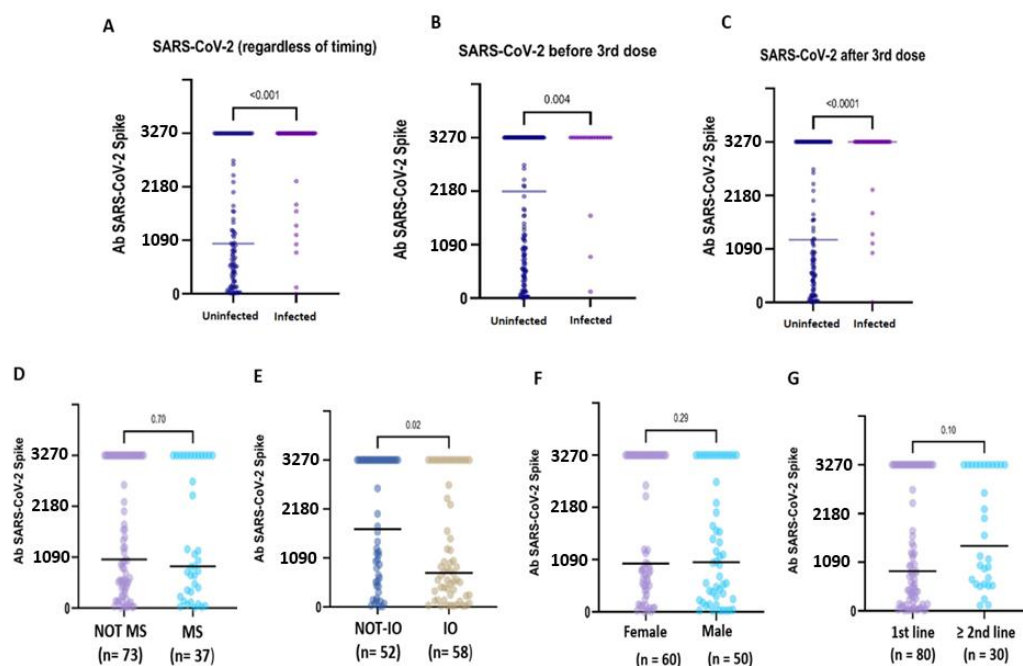 A
SARS-CoV-2 (regardless of timing)
<0.001
Ab SARS-CoV-2 Spike
3270
2180
1090
0
Uninfected Infected
B
SARS-CoV-2 before 3rd dose
0.004
Ab SARS-CoV-2 Spike
3270
2180
1090
0
Uninfected Infected
C
SARS-CoV-2 after 3rd dose
<0.0001
Ab SARS-CoV-2 Spike
3270
2180
1090
0
Uninfected Infected
D
0.70
Ab SARS-CoV-2 Spike
3270
2180
1090
0
NOT MS MS
(n= 73) (n= 37)
E
0.02
Ab SARS-CoV-2 Spike
3270
2180
1090
0
NOT-IO IO
(n= 52) (n= 58)
F
0.29
Ab SARS-CoV-2 Spike
3270
2180
1090
0
Female Male
(n = 60) (n = 50)
G
0.10
Ab SARS-CoV-2 Spike
3270
2180
1090
0
1st line ≥ 2nd line
(n = 80) (n = 30)